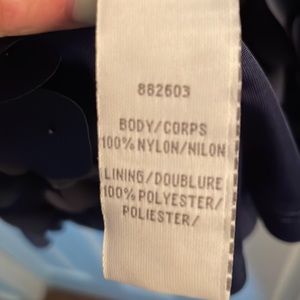 882603
BODY/CORPS
100% NYLON/NILON
LINING/DOUBLURE
100% POLYESTER/
POLIESTER/